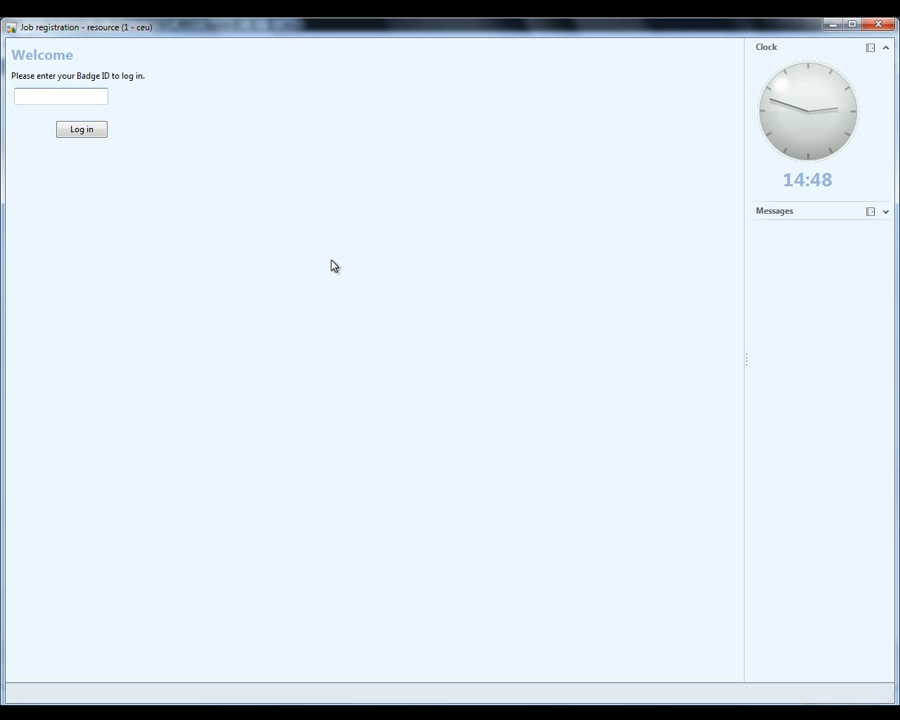 Job registration - resource (1 - ceu)
Welcome
Please enter your Badge ID to log in.
Log in
Clock
14:48
Messages